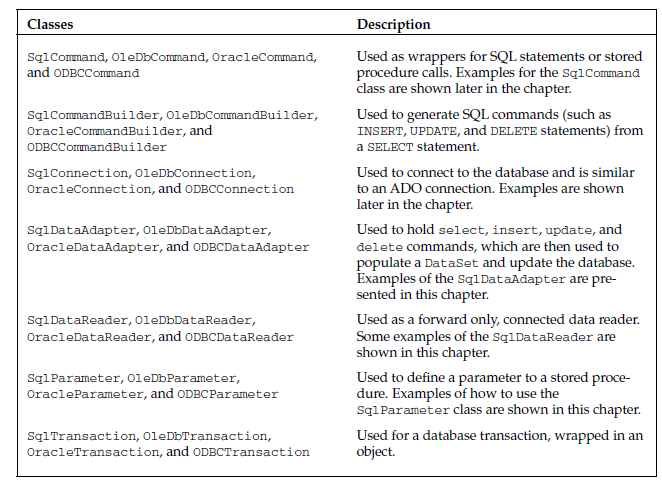 Classes Description
SqlCommand, OleDbCommand, OracleCommand,
and ODBCCommand
Used as wrappers for SQL statements or stored
procedure calls. Examples for the SqlCommand
class are shown later in the chapter.
SqlCommandBuilder, OleDbCommandBuilder,
OracleCommandBuilder, and
ODBCCommandBuilder
Used to generate SQL commands (such as
INSERT, UPDATE, and DELETE statements) from
a SELECT statement.
SqlConnection, OleDbConnection,
OracleConnection, and ODBCConnection
Used to connect to the database and is similar
to an ADO connection. Examples are shown
later in the chapter.
SqlDataAdapter, OleDbDataAdapter,
OracleDataAdapter, and ODBCDataAdapter
Used to hold select, insert, update, and
delete commands, which are then used to
populate a DataSet and update the database.
Examples of the SqlDataAdapter are pre-
sented in this chapter.
SqlDataReader, OleDbDataReader,
OracleDataReader, and ODBCDataReader
Used as a forward only, connected data reader.
Some examples of the SqlDataReader are
shown in this chapter.
SqlParameter, OleDbParameter,
OracleParameter, and ODBCParameter
Used to define a parameter to a stored proce-
dure. Examples of how to use the
SqlParameter class are shown in this chapter.
SqlTransaction, OleDbTransaction,
OracleTransaction, and ODBCTransaction
Used for a database transaction, wrapped in an
object.